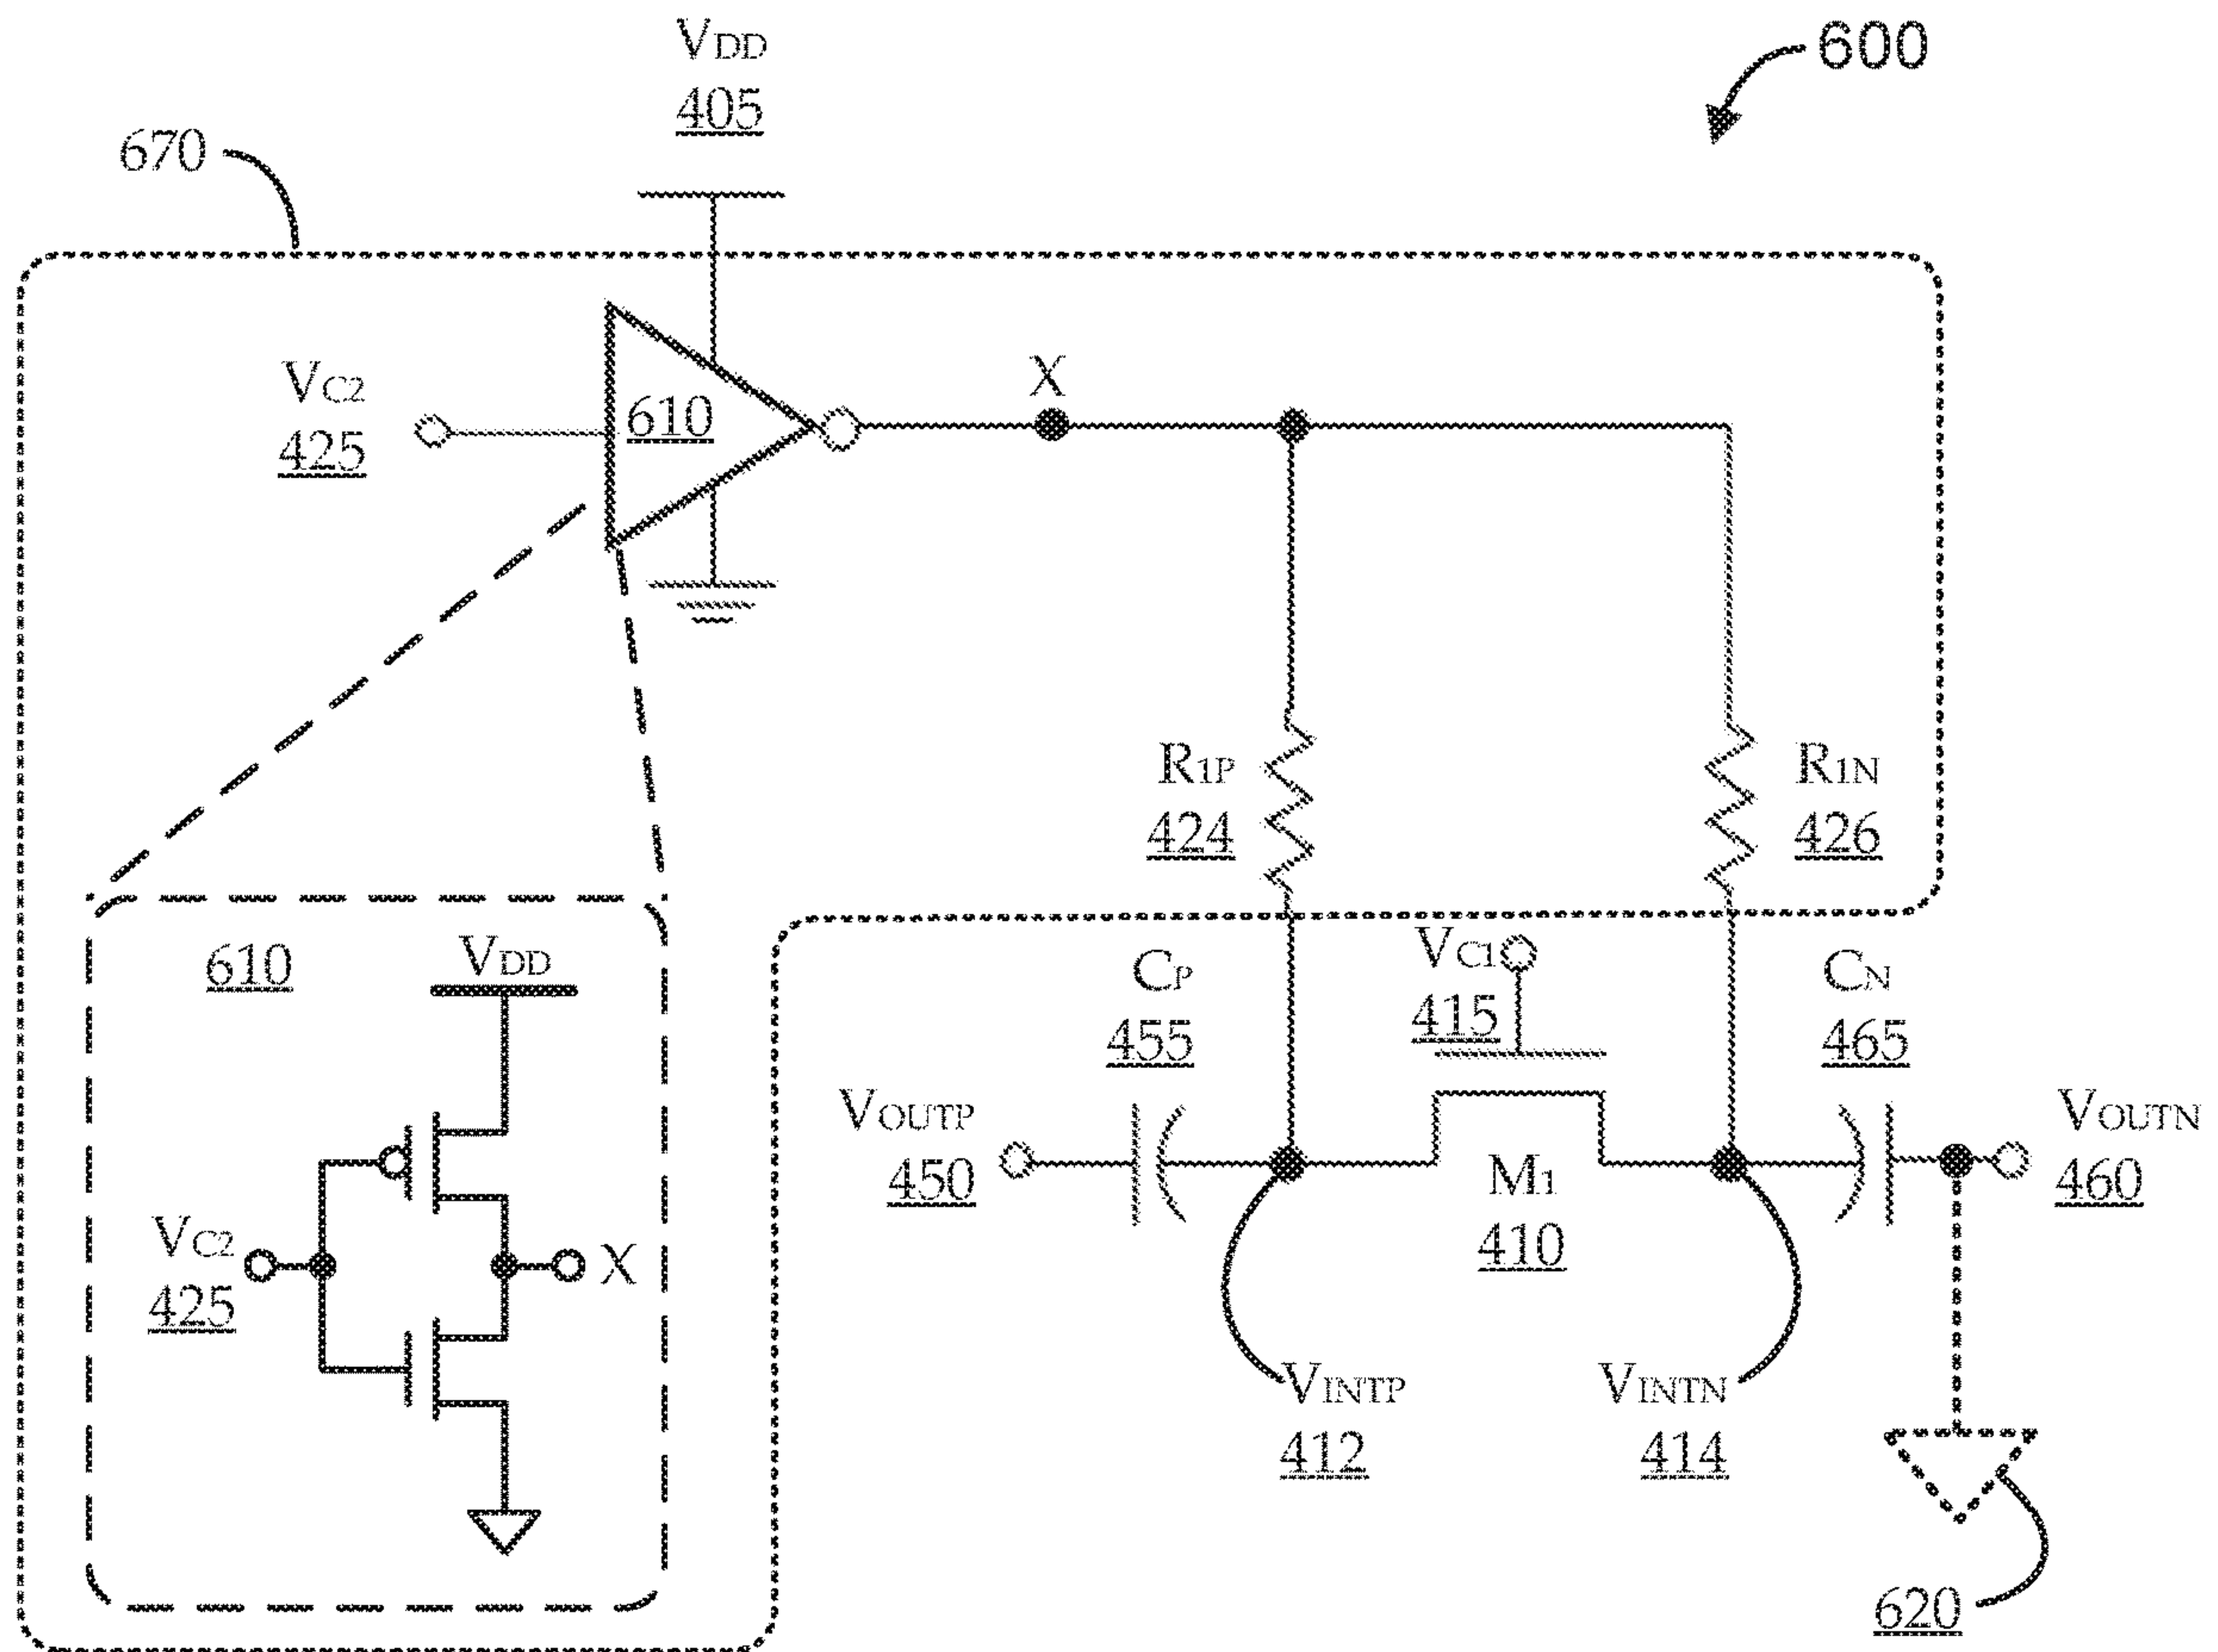 600
VDD
405
670
VC2
425
610
X
R1P
424
R1N
426
610
VDD
VC2
425
X
CP
455
VC1
415
CN
465
VOUTP
450
M1
410
VOUTN
460
VINTP
412
VINTN
414
620